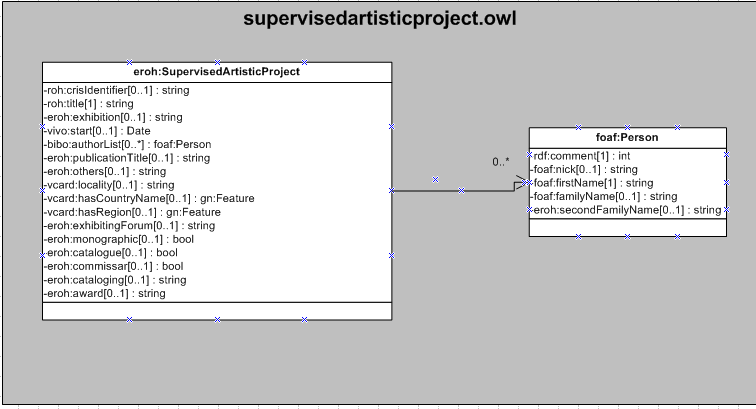 supervisedartisticproject.owl
eroh:SupervisedArtisticProject
-roh:crisIdentifier[0..1] : string
-roh:title[1] : string
-eroh:exhibition[0..1] : string
-vivo:start[0..1] : Date
-bibo:authorList[0..*] : foaf:Person
-eroh:publicationTitle[0..1] : string
-eroh:others[0..1] : string
-vcard:locality[0..1] : string
-vcard:hasCountryName[0..1] : gn:Feature
-vcard:hasRegion[0..1] : gn:Feature
-eroh:exhibitingForum[0..1] : string
-eroh:monographic[0..1] : bool
-eroh:catalogue[0..1] : bool
-eroh:commissar[0..1] : bool
-eroh:cataloging[0..1] : string
-eroh:award[0..1] : string
0..*
foaf:Person
-rdf:comment[1] : int
-foaf:nick[0..1] : string
-foaf:firstName[1] : string
-foaf:familyName[0..1] : string
-eroh:secondFamilyName[0..1] : string